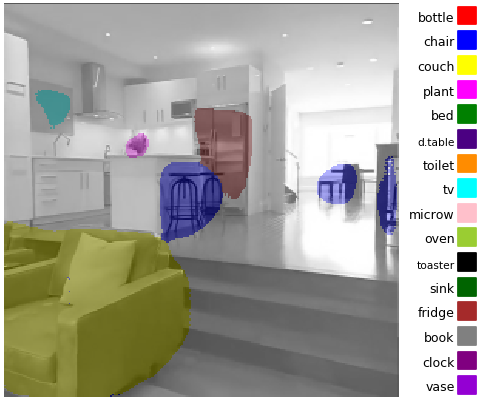 bottle
chair
couch
plant
bed
d.table
toilet
tv
microw
oven
toaster
sink
fridge
book
clock
vase